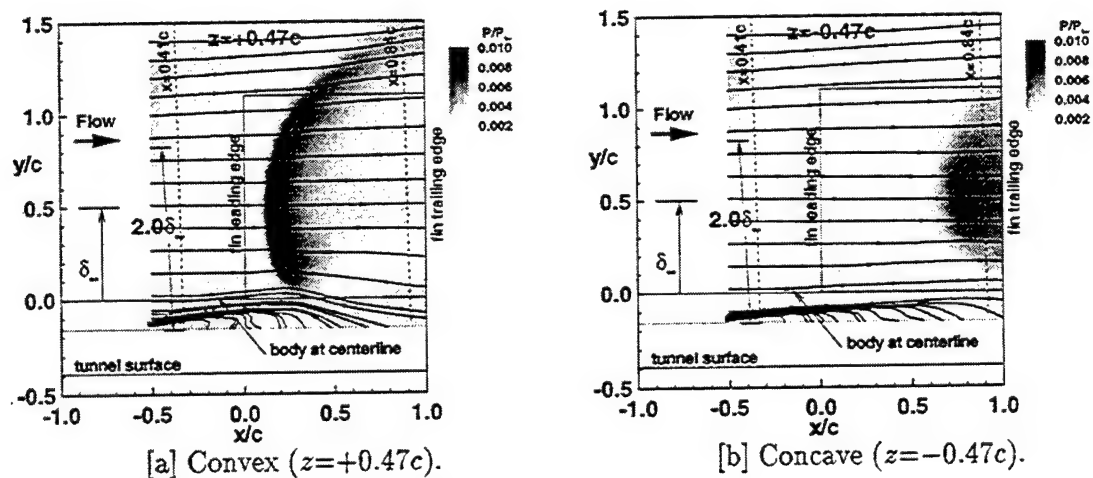 1.5
1.0
y/c
0.5
0.0
-0.5
-1.0
-0.5
0.0
0.5
1.0
x/c
z=+0.47c
x=0.84c
Flow
fin leading edge
fin trailing edge
2.0δ∞
δ∞
body at centerline
tunnel surface
0.010
0.008
0.006
0.004
0.002
[a] Convex (z=+0.47c).
1.5
1.0
y/c
0.5
0.0
-0.5
-1.0
-0.5
0.0
0.5
1.0
x/c
z=-0.47c
x=0.84c
Flow
fin leading edge
fin trailing edge
2.0δ∞
δ∞
body at centerline
tunnel surface
0.010
0.008
0.006
0.004
0.002
[b] Concave (z=−0.47c).